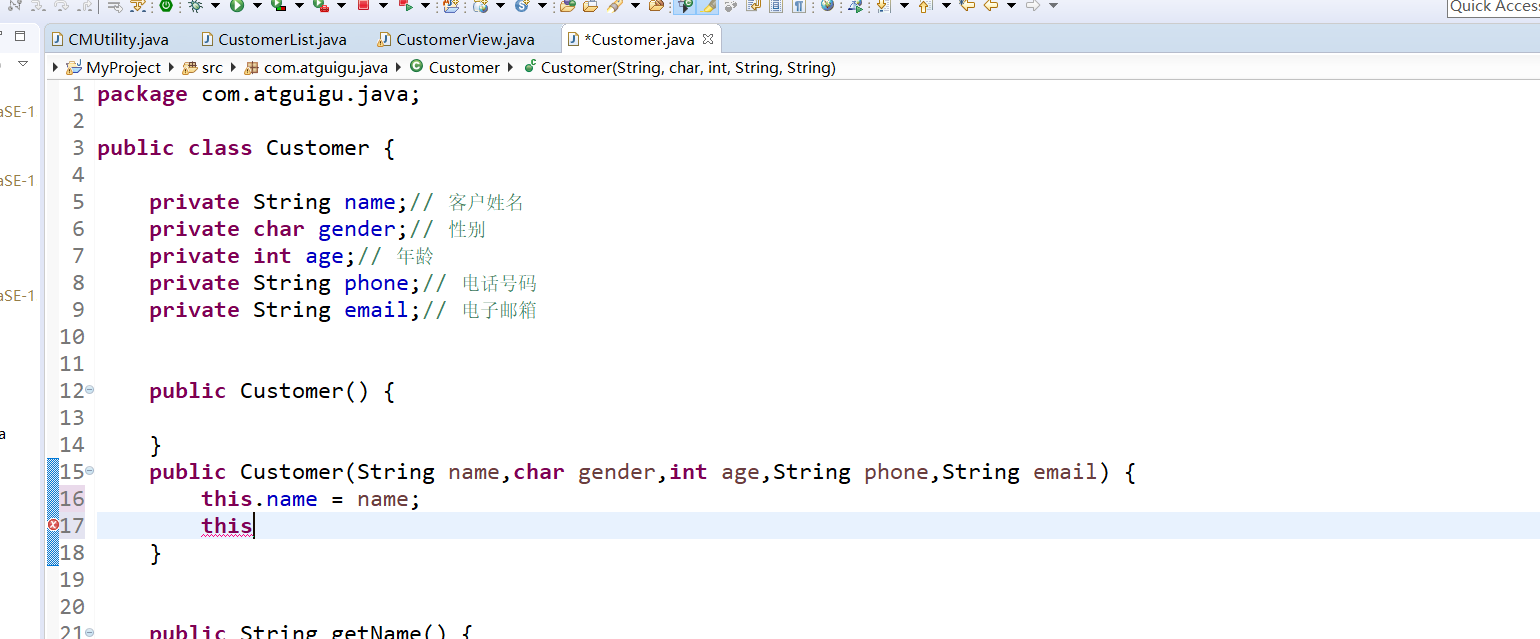 Quick Acces
CMUtility.java CustomerList.java CustomerView.java *Customer.java
MyProject src com.atguigu.java Customer Customer(String, char, int, String, String)
aSE-1
aSE-1
aSE-1
a
1 package com.atguigu.java;
2
3 public class Customer {
4
5 private String name;// 客户姓名
6 private char gender;// 性别
7 private int age;// 年龄
8 private String phone;// 电话号码
9 private String email;// 电子邮箱
10
11
12 public Customer() {
13
14 }
15 public Customer(String name,char gender,int age,String phone,String email) {
16 this.name = name;
17 this
18 }
19
20
21 public String getName() {